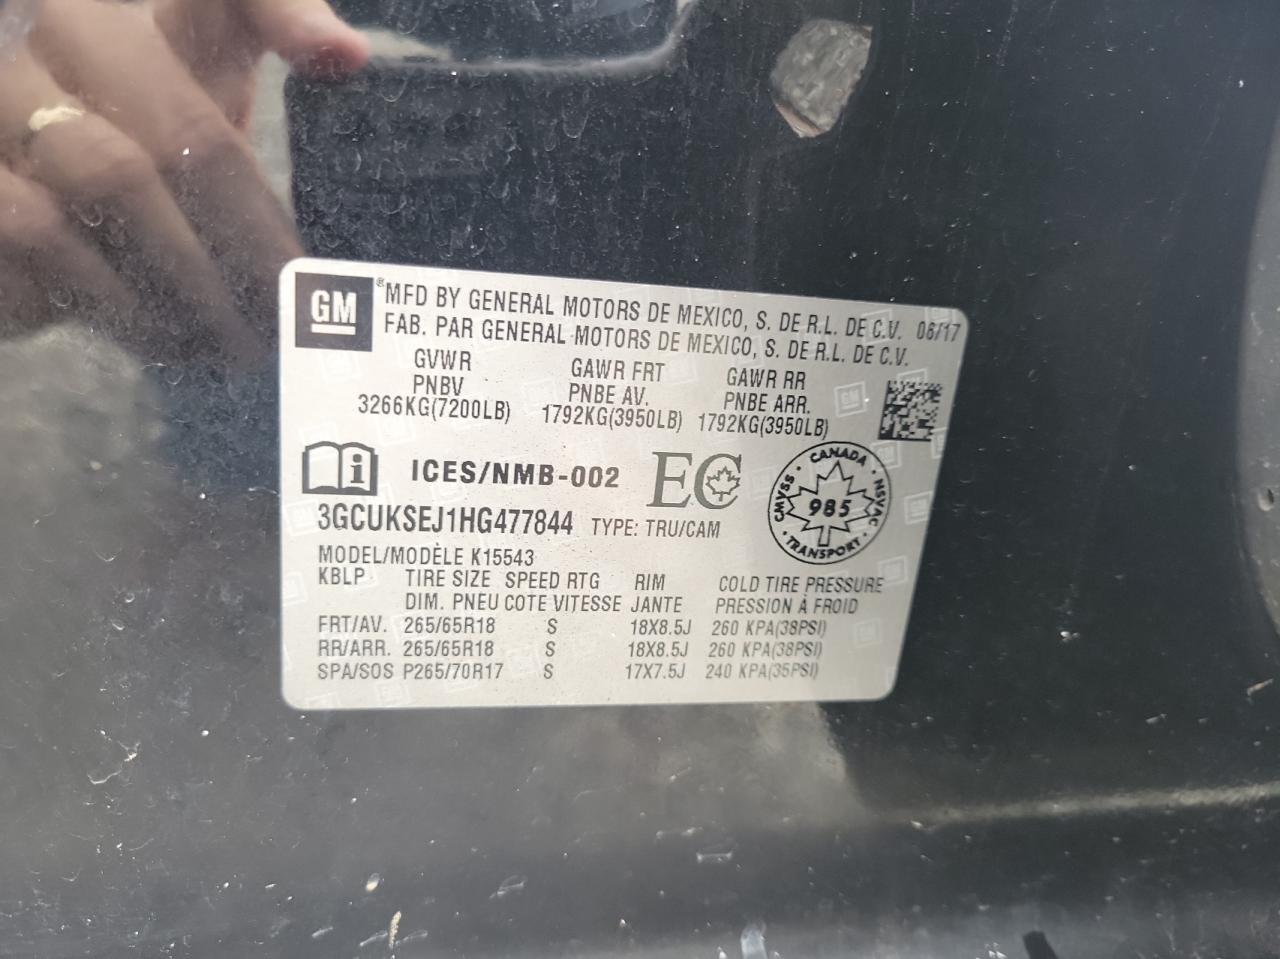 GM ® MFD BY GENERAL MOTORS DE MEXICO, S. DE R.L. DE C.V. 06/17
FAB. PAR GENERAL MOTORS DE MEXICO, S. DE R.L. DE C.V.
GVWR GAWR FRT GAWR RR
PNBV PNBE AV. PNBE ARR.
3266KG(7200LB) 1792KG(3950LB) 1792KG(3950LB)
i ICES/NMB-002 EC
CANADA CMVSS NSVAC 985 TRANSPORT
3GCUKSEJ1HG477844 TYPE: TRU/CAM
MODEL/MODÈLE K15543
KBLP TIRE SIZE SPEED RTG RIM COLD TIRE PRESSURE
DIM. PNEU COTE VITESSE JANTE PRESSION À FROID
FRT/AV. 265/65R18 S 18X8.5J 260 KPA(38PSI)
RR/ARR. 265/65R18 S 18X8.5J 260 KPA(38PSI)
SPA/SOS P265/70R17 S 17X7.5J 240 KPA(35PSI)